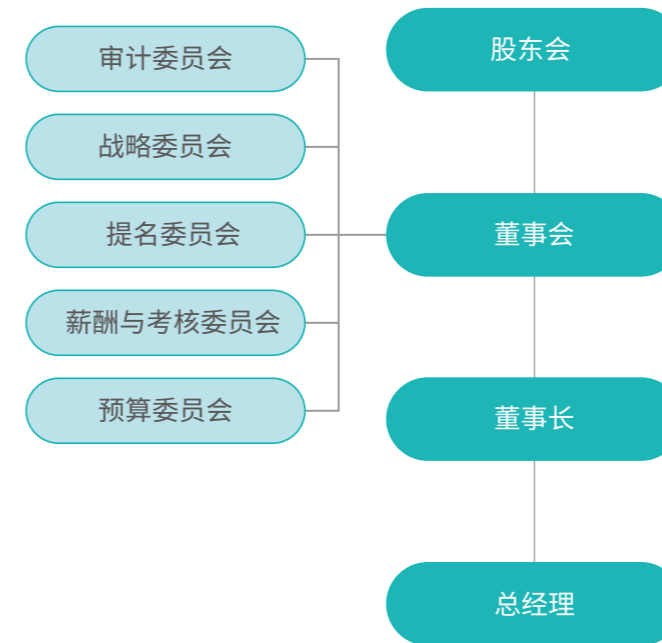 审计委员会
战略委员会
提名委员会
薪酬与考核委员会
预算委员会
股东会
董事会
董事长
总经理